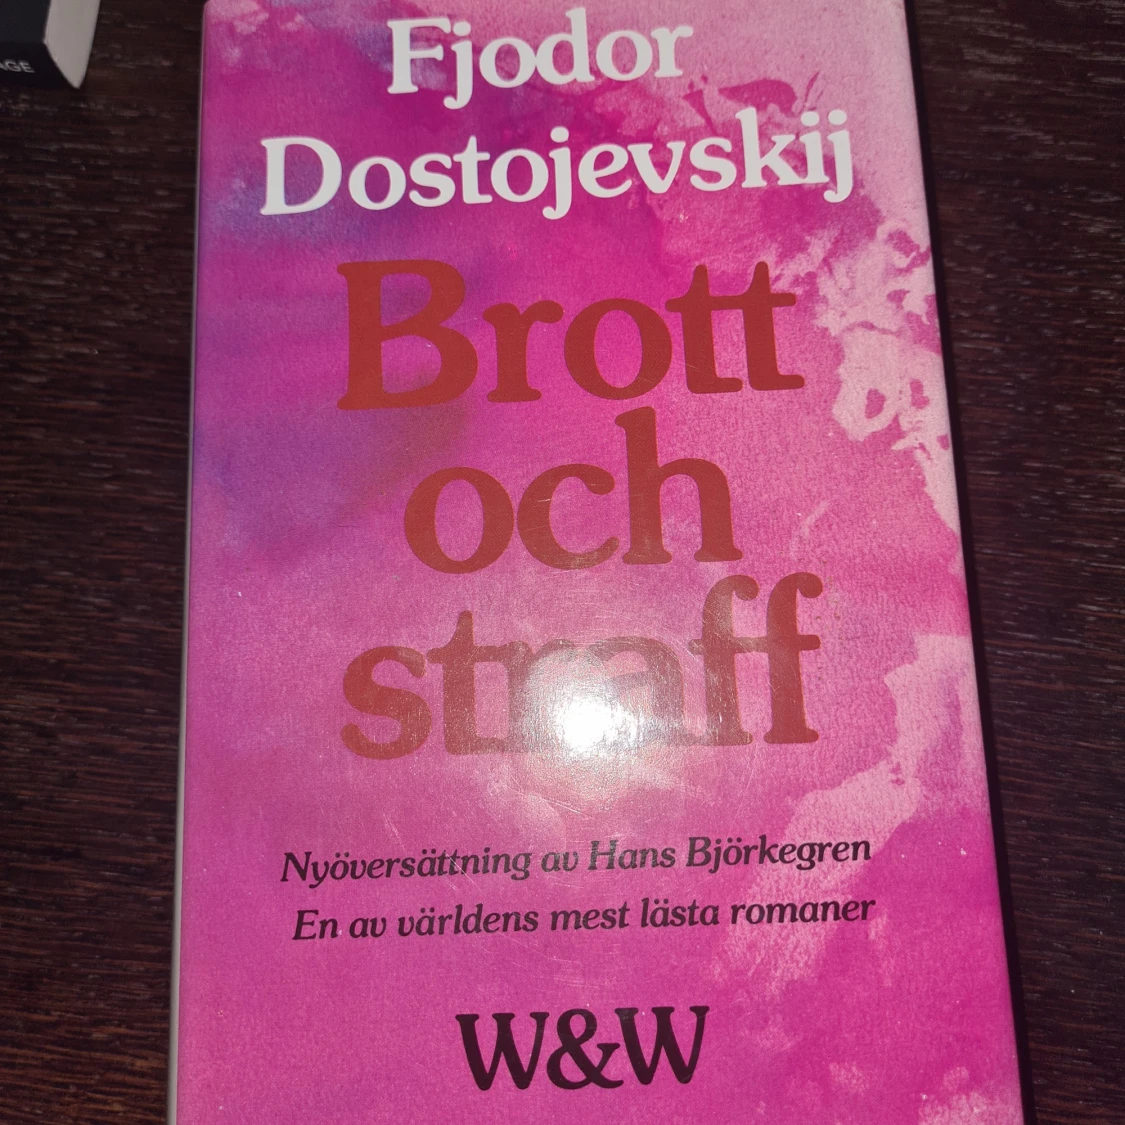 Fjodor
Dostojevskij
Brott
och
straff
Nyöversättning av Hans Björkegren
En av världens mest lästa romaner
W&W